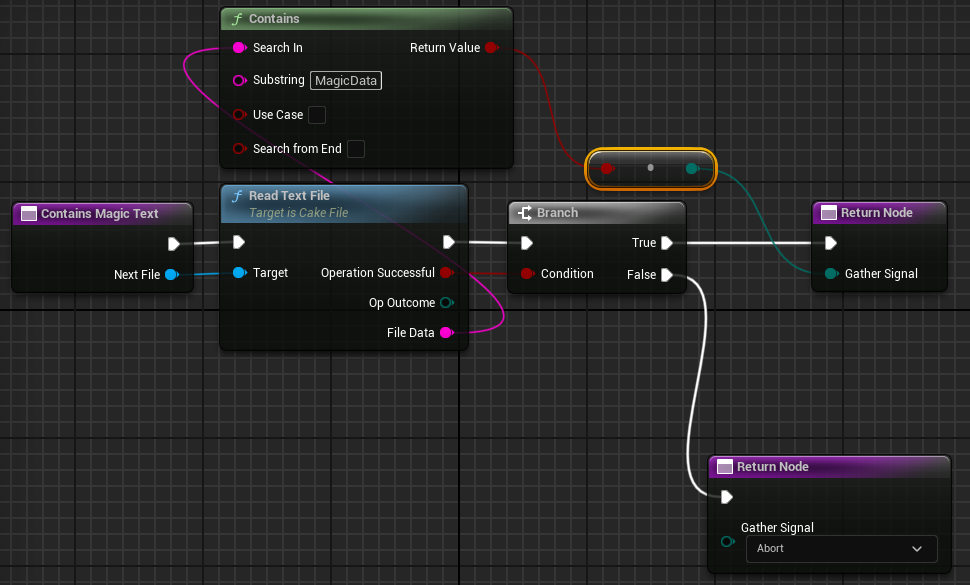 Contains
Search In
Return Value
Substring MagicData
Use Case
Search from End
Contains Magic Text
Next File
Read Text File
Target is Cake File
Target
Operation Successful
Op Outcome
File Data
Branch
True
Condition
False
Return Node
Gather Signal
Return Node
Gather Signal
Abort